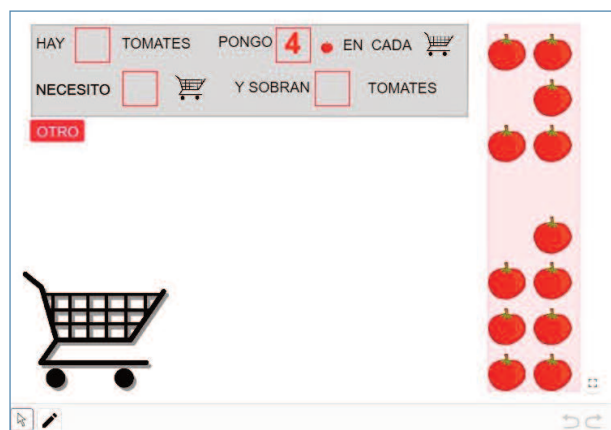 HAY TOMATES PONGO 4 EN CADA
NECESITO Y SOBRAN TOMATES
OTRO